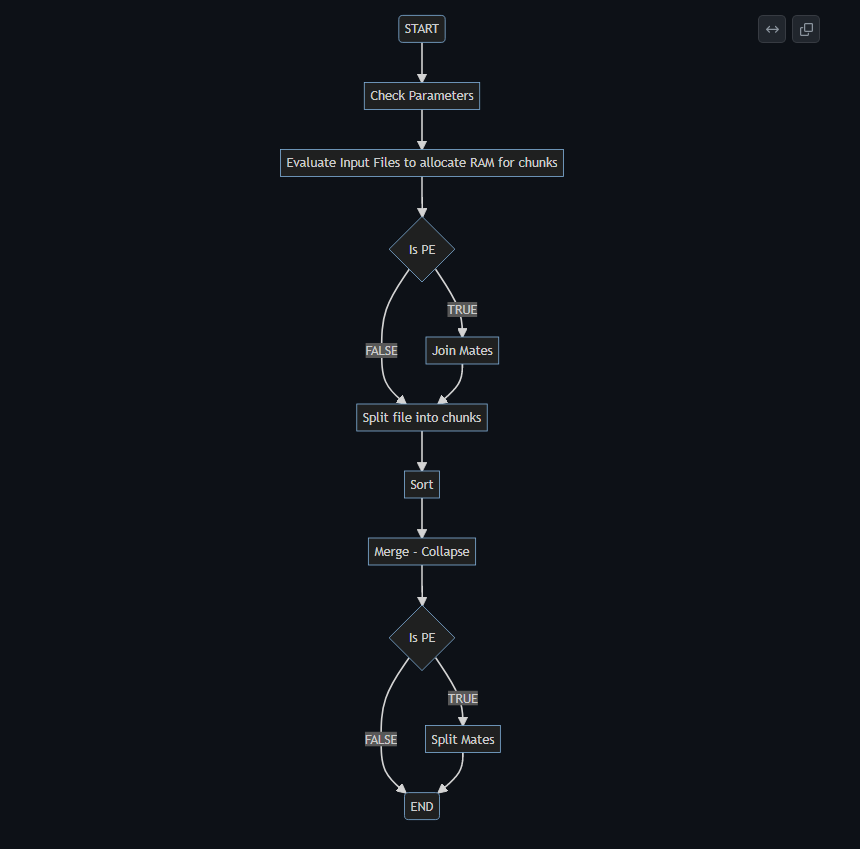 START
Check Parameters
Evaluate Input Files to allocate RAM for chunks
Is PE
TRUE
FALSE
Join Mates
Split file into chunks
Sort
Merge - Collapse
Is PE
TRUE
FALSE
Split Mates
END